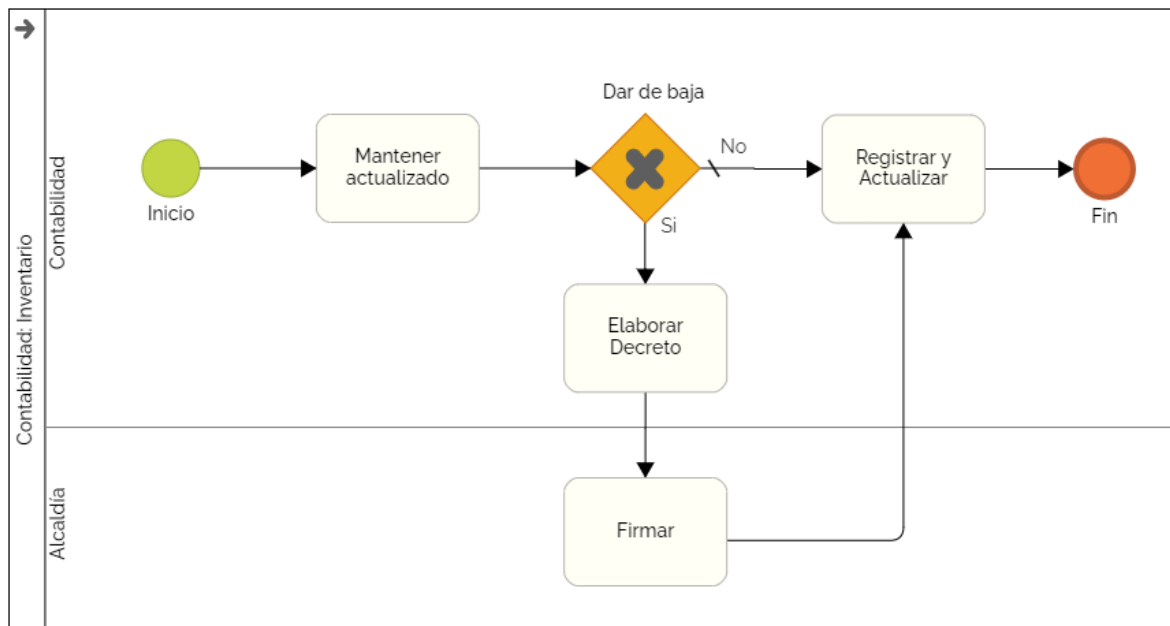 Contabilidad: Inventario
Contabilidad
Inicio
Mantener
actualizado
Dar de baja
No
Si
Registrar y
Actualizar
Fin
Elaborar
Decreto
Alcaldía
Firmar